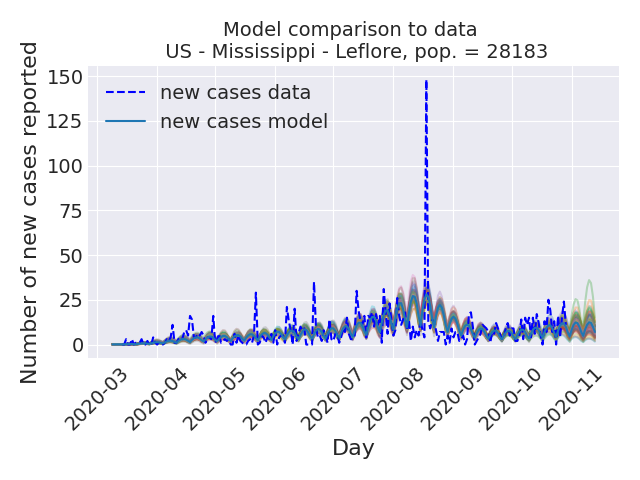 Model comparison to data
US - Mississippi - Leflore, pop. = 28183
Number of new cases reported
150
125
100
75
50
25
0
new cases data
new cases model
2020-03
2020-04
2020-05
2020-06
2020-07
2020-08
2020-09
2020-10
2020-11
Day